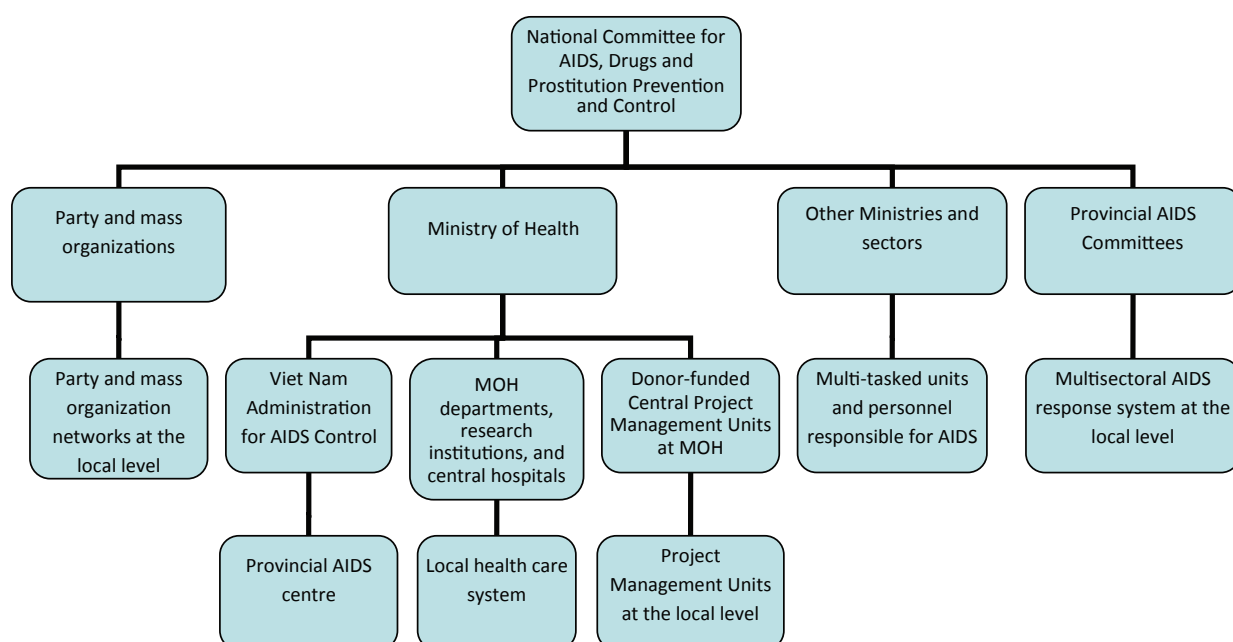 National Committee for
AIDS, Drugs and
Prostitution Prevention
and Control
Party and mass
organizations
Ministry of Health
Other Ministries and
sectors
Provincial AIDS
Committees
Party and mass
organization
networks at the
local level
Viet Nam
Administration
for AIDS Control
MOH
departments,
research
institutions, and
central hospitals
Donor-funded
Central Project
Management Units
at MOH
Multi-tasked units
and personnel
responsible for AIDS
Multisectoral AIDS
response system at the
local level
Provincial AIDS
centre
Local health care
system
Project
Management Units
at the local level